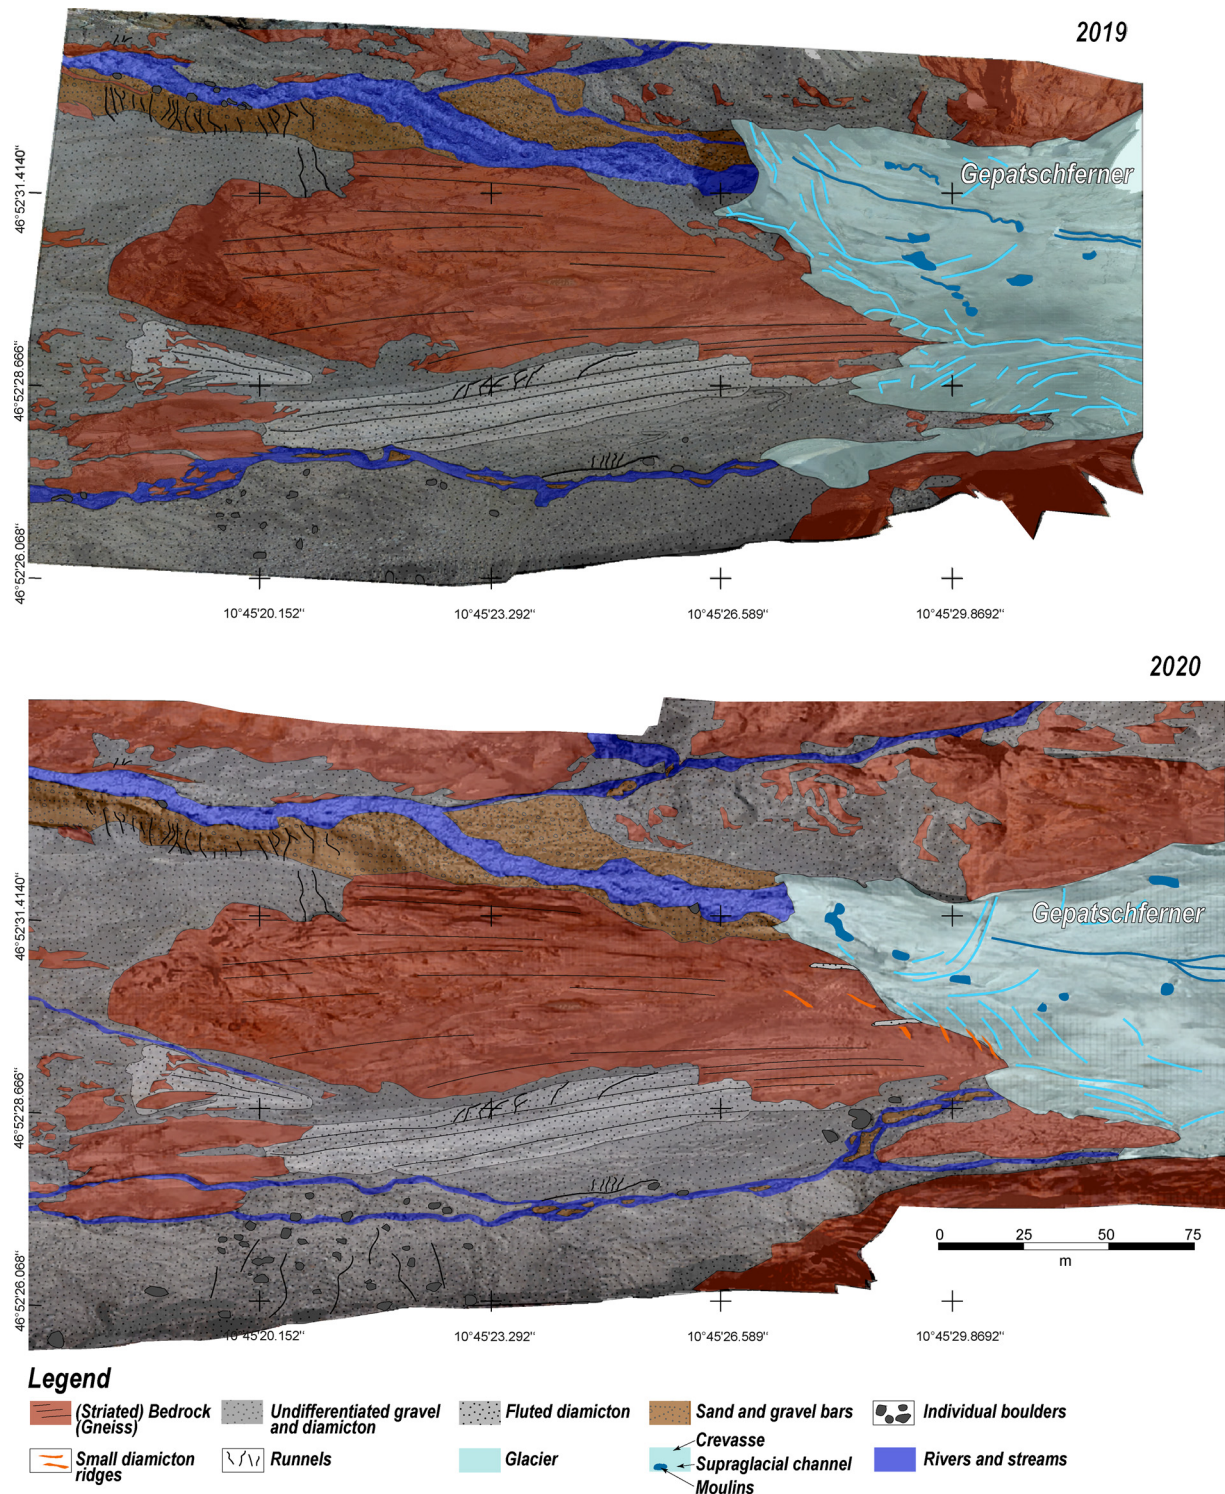 2019
Gepatschferner
46°52'31.4140"
46°52'28.666"
46°52'26.068"
10°45'20.152"
10°45'23.292"
10°45'26.589"
10°45'29.8692"
2020
Gepatschferner
46°52'31.4140"
46°52'28.666"
46°52'26.068"
0 25 50 75
m
10°45'20.152"
10°45'23.292"
10°45'26.589"
10°45'29.8692"
Legend
(Striated) Bedrock
(Gneiss)
Undifferentiated gravel
and diamicton
Fluted diamicton
Sand and gravel bars
Individual boulders
Small diamicton
ridges
Runnels
Glacier
Crevasse
Supraglacial channel
Moulins
Rivers and streams